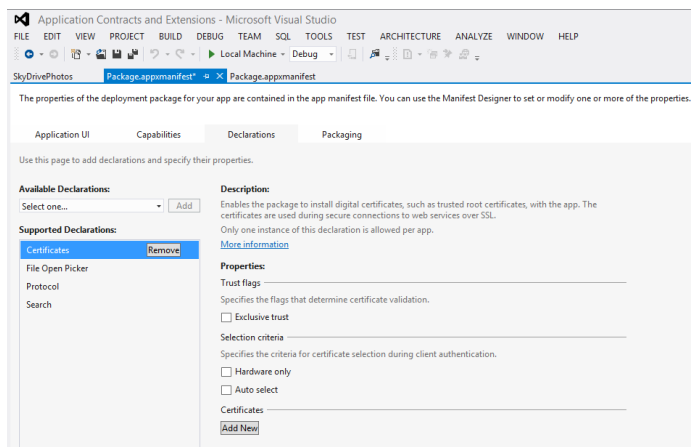 Application Contracts and Extensions - Microsoft Visual Studio
FILE EDIT VIEW PROJECT BUILD DEBUG TEAM SQL TOOLS TEST ARCHITECTURE ANALYZE WINDOW HELP
Local Machine Debug
SkyDrivePhotos Package.appxmanifest* Package.appxmanifest
The properties of the deployment package for your app are contained in the app manifest file. You can use the Manifest Designer to set or modify one or more of the properties.
Application UI Capabilities Declarations Packaging
Use this page to add declarations and specify their properties.
Available Declarations:
Select one... Add
Supported Declarations:
Certificates Remove
File Open Picker
Protocol
Search
Description:
Enables the package to install digital certificates, such as trusted root certificates, with the app. The
certificates are used during secure connections to web services over SSL.
Only one instance of this declaration is allowed per app.
More information
Properties:
Trust flags
Specifies the flags that determine certificate validation.
Exclusive trust
Selection criteria
Specifies the criteria for certificate selection during client authentication.
Hardware only
Auto select
Certificates
Add New